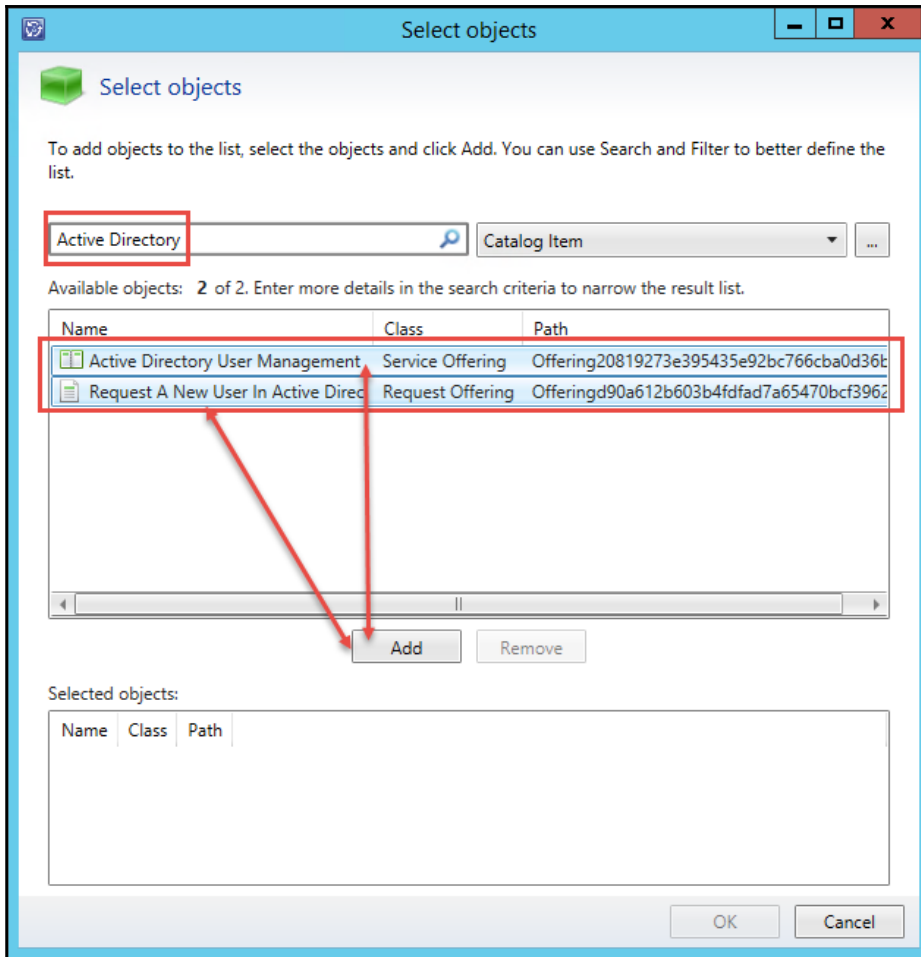 Select objects
Select objects
To add objects to the list, select the objects and click Add. You can use Search and Filter to better define the
list.
Active Directory Catalog Item ...
Available objects: 2 of 2. Enter more details in the search criteria to narrow the result list.
Name Class Path
Active Directory User Management Service Offering Offering20819273e395435e92bc766cba0d36b
Request A New User In Active Direc Request Offering Offeringd90a612b603b4fdfad7a65470bcf3962
Add Remove
Selected objects:
Name Class Path
OK Cancel